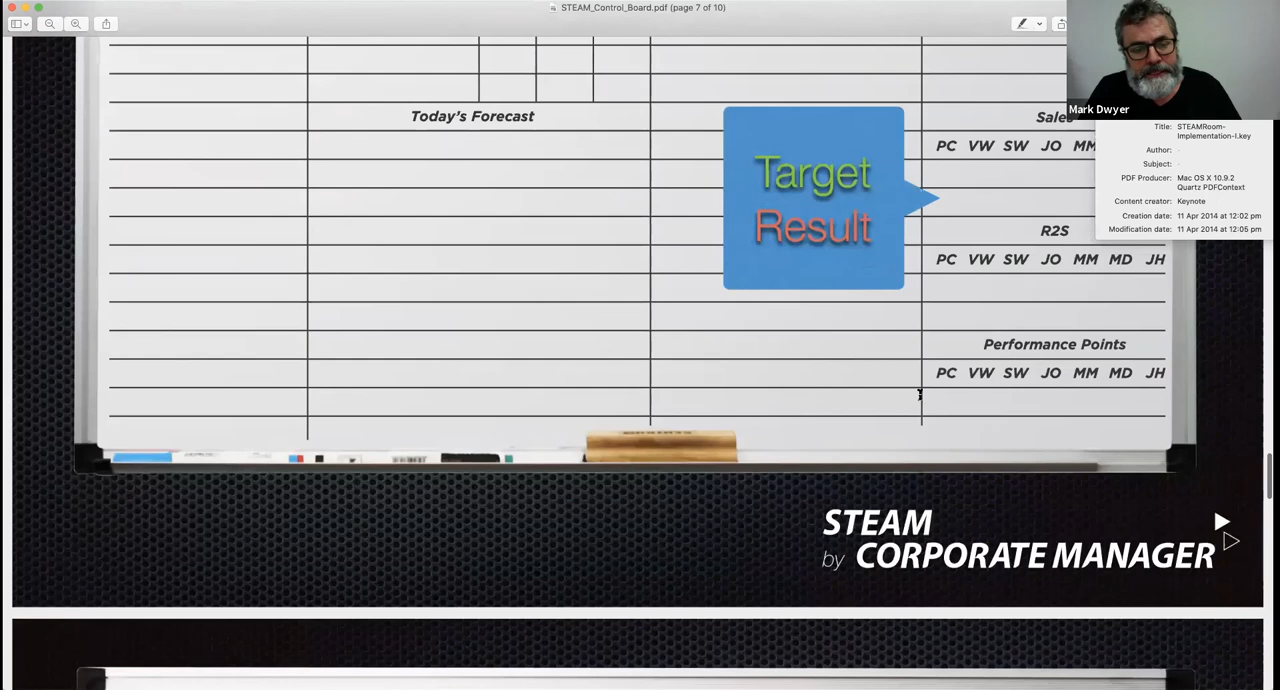 STEAM_Control_Board.pdf (page 7 of 10)
Mark Dwyer
Title: STEAMRoom-
Implementation-I.key
Author: -
Subject: -
PDF Producer: Mac OS X 10.9.2
Quartz PDFContext
Content creator: Keynote
Creation date: 11 Apr 2014 at 12:02 pm
Modification date: 11 Apr 2014 at 12:05 pm
Today's Forecast
Target
Result
Sales
PC VW SW JO MM
R2S
PC VW SW JO MM MD JH
Performance Points
PC VW SW JO MM MD JH
STEAM
by CORPORATE MANAGER